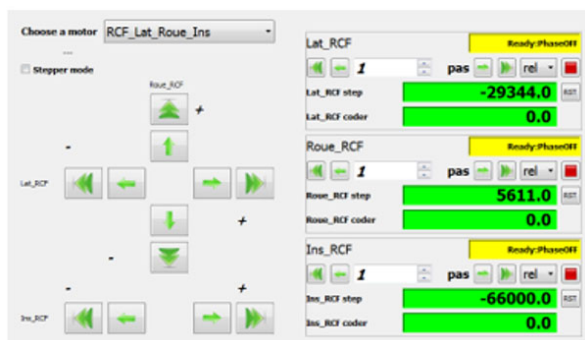 Choose a motor RCF_Lat_Roue_Ins
---
Stepper mode
Roue_RCF
+
-
Lat_RCF
+
-
-
+
Ins_RCF
Lat_RCF Ready:PhaseOff
1 pas rel
Lat_RCF step -29344.0 RST
Lat_RCF coder 0.0
Roue_RCF Ready:PhaseOff
1 pas rel
Roue_RCF step 5611.0 RST
Roue_RCF coder 0.0
Ins_RCF Ready:PhaseOff
1 pas rel
Ins_RCF step -66000.0 RST
Ins_RCF coder 0.0